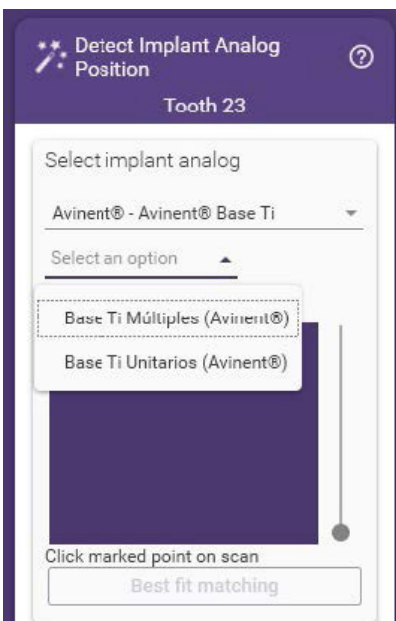 Detect Implant Analog
Position
Tooth 23
Select implant analog
Avinent® - Avinent® Base Ti
Select an option
Base Ti Múltiples (Avinent®)
Base Ti Unitarios (Avinent®)
Click marked point on scan
Best fit matching